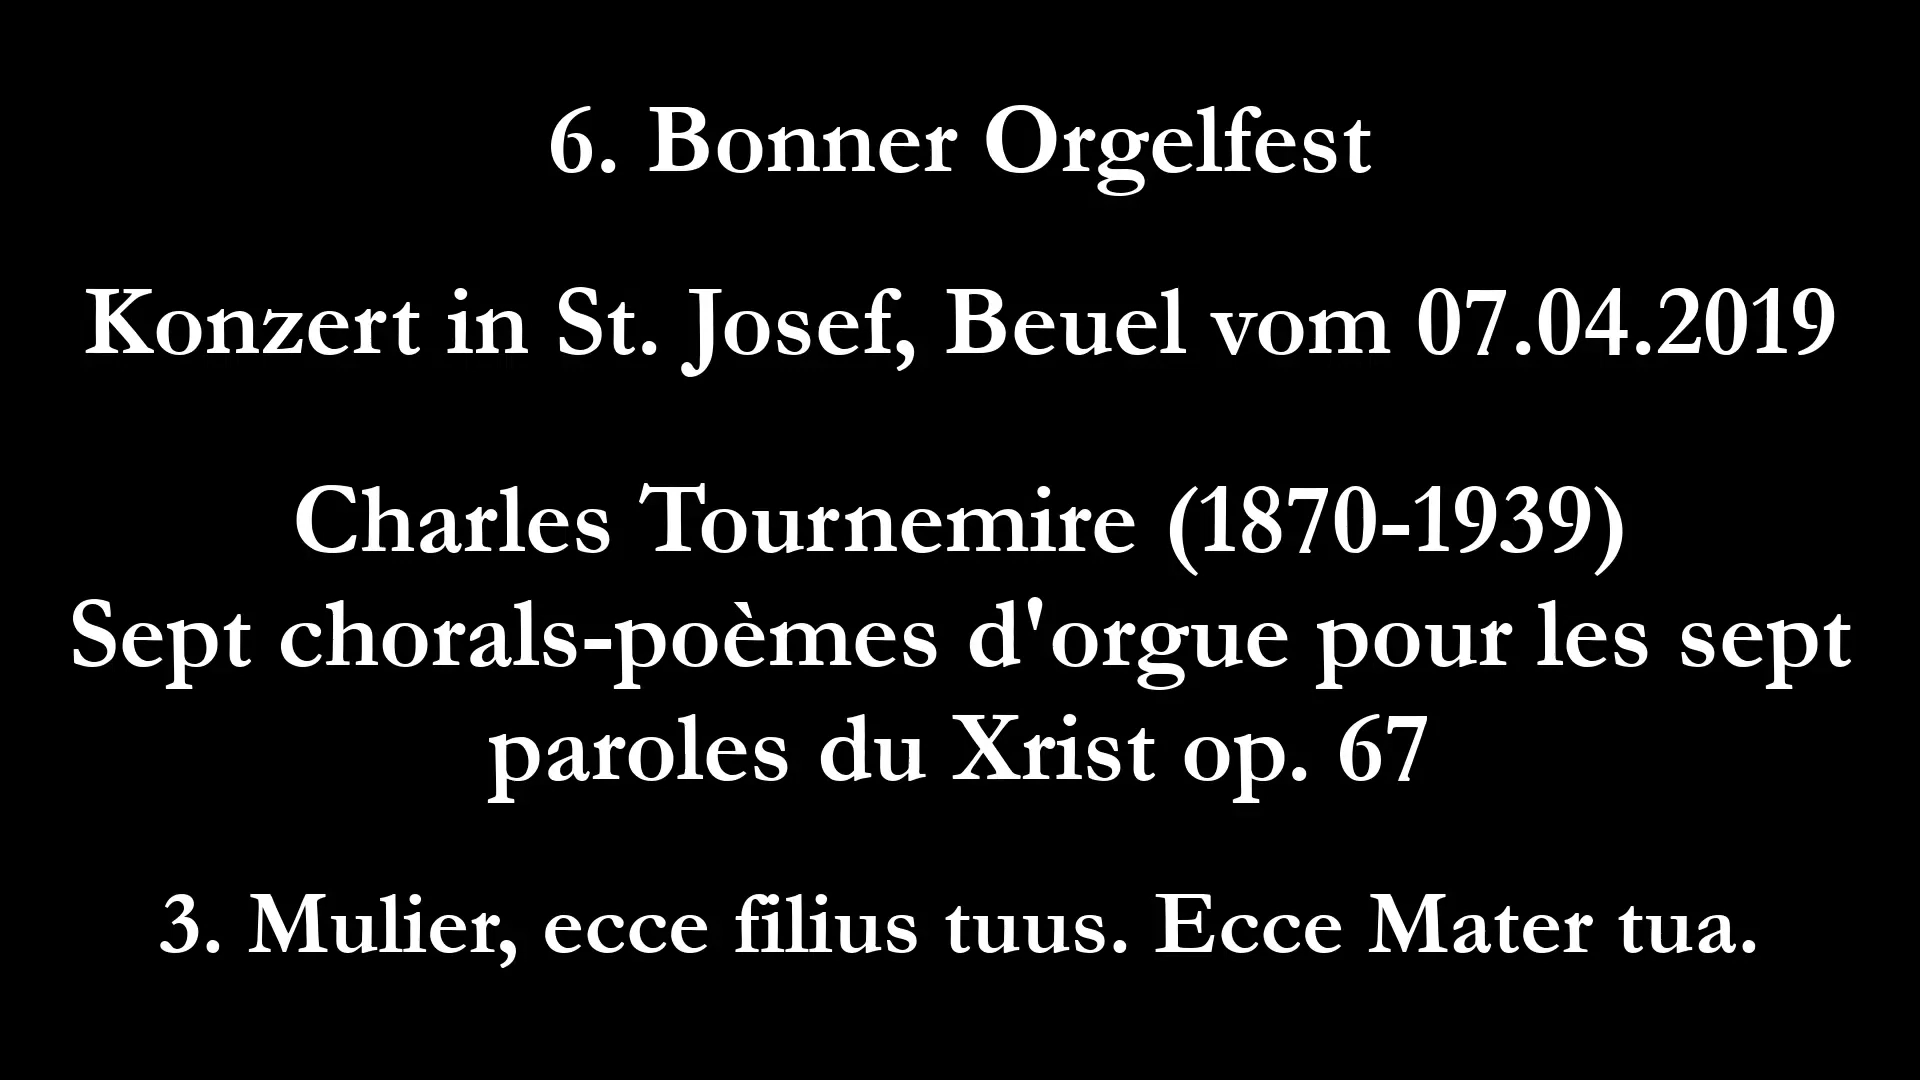 6. Bonner Orgelfest
Konzert in St. Josef, Beuel vom 07.04.2019
Charles Tournemire (1870-1939)
Sept chorals-poèmes d'orgue pour les sept
paroles du Xrist op. 67
3. Mulier, ecce filius tuus. Ecce Mater tua.